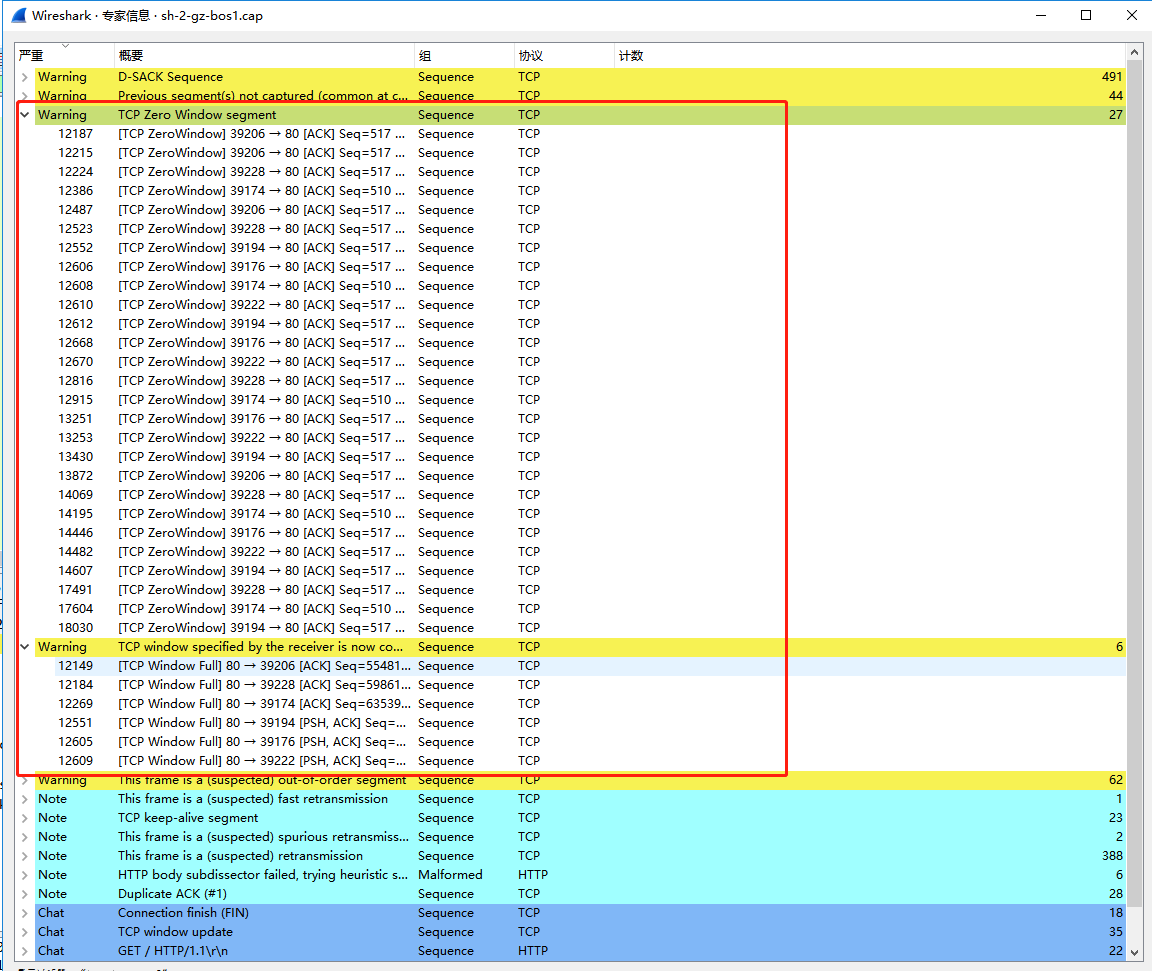 Wireshark · 专家信息 · sh-2-gz-bos1.cap
严重 概要 组 协议 计数
Warning D-SACK Sequence Sequence TCP 491
Warning Previous segment(s) not captured (common at c... Sequence TCP 44
Warning TCP Zero Window segment Sequence TCP 27
12187 [TCP ZeroWindow] 39206 → 80 [ACK] Seq=517 ... Sequence TCP
12215 [TCP ZeroWindow] 39206 → 80 [ACK] Seq=517 ... Sequence TCP
12224 [TCP ZeroWindow] 39228 → 80 [ACK] Seq=517 ... Sequence TCP
12386 [TCP ZeroWindow] 39174 → 80 [ACK] Seq=510 ... Sequence TCP
12487 [TCP ZeroWindow] 39206 → 80 [ACK] Seq=517 ... Sequence TCP
12523 [TCP ZeroWindow] 39228 → 80 [ACK] Seq=517 ... Sequence TCP
12552 [TCP ZeroWindow] 39194 → 80 [ACK] Seq=517 ... Sequence TCP
12606 [TCP ZeroWindow] 39176 → 80 [ACK] Seq=517 ... Sequence TCP
12608 [TCP ZeroWindow] 39174 → 80 [ACK] Seq=510 ... Sequence TCP
12610 [TCP ZeroWindow] 39222 → 80 [ACK] Seq=517 ... Sequence TCP
12612 [TCP ZeroWindow] 39194 → 80 [ACK] Seq=517 ... Sequence TCP
12668 [TCP ZeroWindow] 39176 → 80 [ACK] Seq=517 ... Sequence TCP
12670 [TCP ZeroWindow] 39222 → 80 [ACK] Seq=517 ... Sequence TCP
12816 [TCP ZeroWindow] 39228 → 80 [ACK] Seq=517 ... Sequence TCP
12915 [TCP ZeroWindow] 39174 → 80 [ACK] Seq=510 ... Sequence TCP
13251 [TCP ZeroWindow] 39176 → 80 [ACK] Seq=517 ... Sequence TCP
13253 [TCP ZeroWindow] 39222 → 80 [ACK] Seq=517 ... Sequence TCP
13430 [TCP ZeroWindow] 39194 → 80 [ACK] Seq=517 ... Sequence TCP
13872 [TCP ZeroWindow] 39206 → 80 [ACK] Seq=517 ... Sequence TCP
14069 [TCP ZeroWindow] 39228 → 80 [ACK] Seq=517 ... Sequence TCP
14195 [TCP ZeroWindow] 39174 → 80 [ACK] Seq=510 ... Sequence TCP
14446 [TCP ZeroWindow] 39176 → 80 [ACK] Seq=517 ... Sequence TCP
14482 [TCP ZeroWindow] 39222 → 80 [ACK] Seq=517 ... Sequence TCP
14607 [TCP ZeroWindow] 39194 → 80 [ACK] Seq=517 ... Sequence TCP
17491 [TCP ZeroWindow] 39228 → 80 [ACK] Seq=517 ... Sequence TCP
17604 [TCP ZeroWindow] 39174 → 80 [ACK] Seq=510 ... Sequence TCP
18030 [TCP ZeroWindow] 39194 → 80 [ACK] Seq=517 ... Sequence TCP
Warning TCP window specified by the receiver is now co... Sequence TCP 6
12149 [TCP Window Full] 80 → 39206 [ACK] Seq=55481... Sequence TCP
12184 [TCP Window Full] 80 → 39228 [ACK] Seq=59861... Sequence TCP
12269 [TCP Window Full] 80 → 39174 [ACK] Seq=63539... Sequence TCP
12551 [TCP Window Full] 80 → 39194 [PSH, ACK] Seq=... Sequence TCP
12605 [TCP Window Full] 80 → 39176 [PSH, ACK] Seq=... Sequence TCP
12609 [TCP Window Full] 80 → 39222 [PSH, ACK] Seq=... Sequence TCP
Warning This frame is a (suspected) out-of-order segment Sequence TCP 62
Note This frame is a (suspected) fast retransmission Sequence TCP 1
Note TCP keep-alive segment Sequence TCP 23
Note This frame is a (suspected) spurious retransmiss... Sequence TCP 2
Note This frame is a (suspected) retransmission Sequence TCP 388
Note HTTP body subdissector failed, trying heuristic s... Malformed HTTP 6
Note Duplicate ACK (#1) Sequence TCP 28
Chat Connection finish (FIN) Sequence TCP 18
Chat TCP window update Sequence TCP 35
Chat GET / HTTP/1.1\r\n Sequence HTTP 22